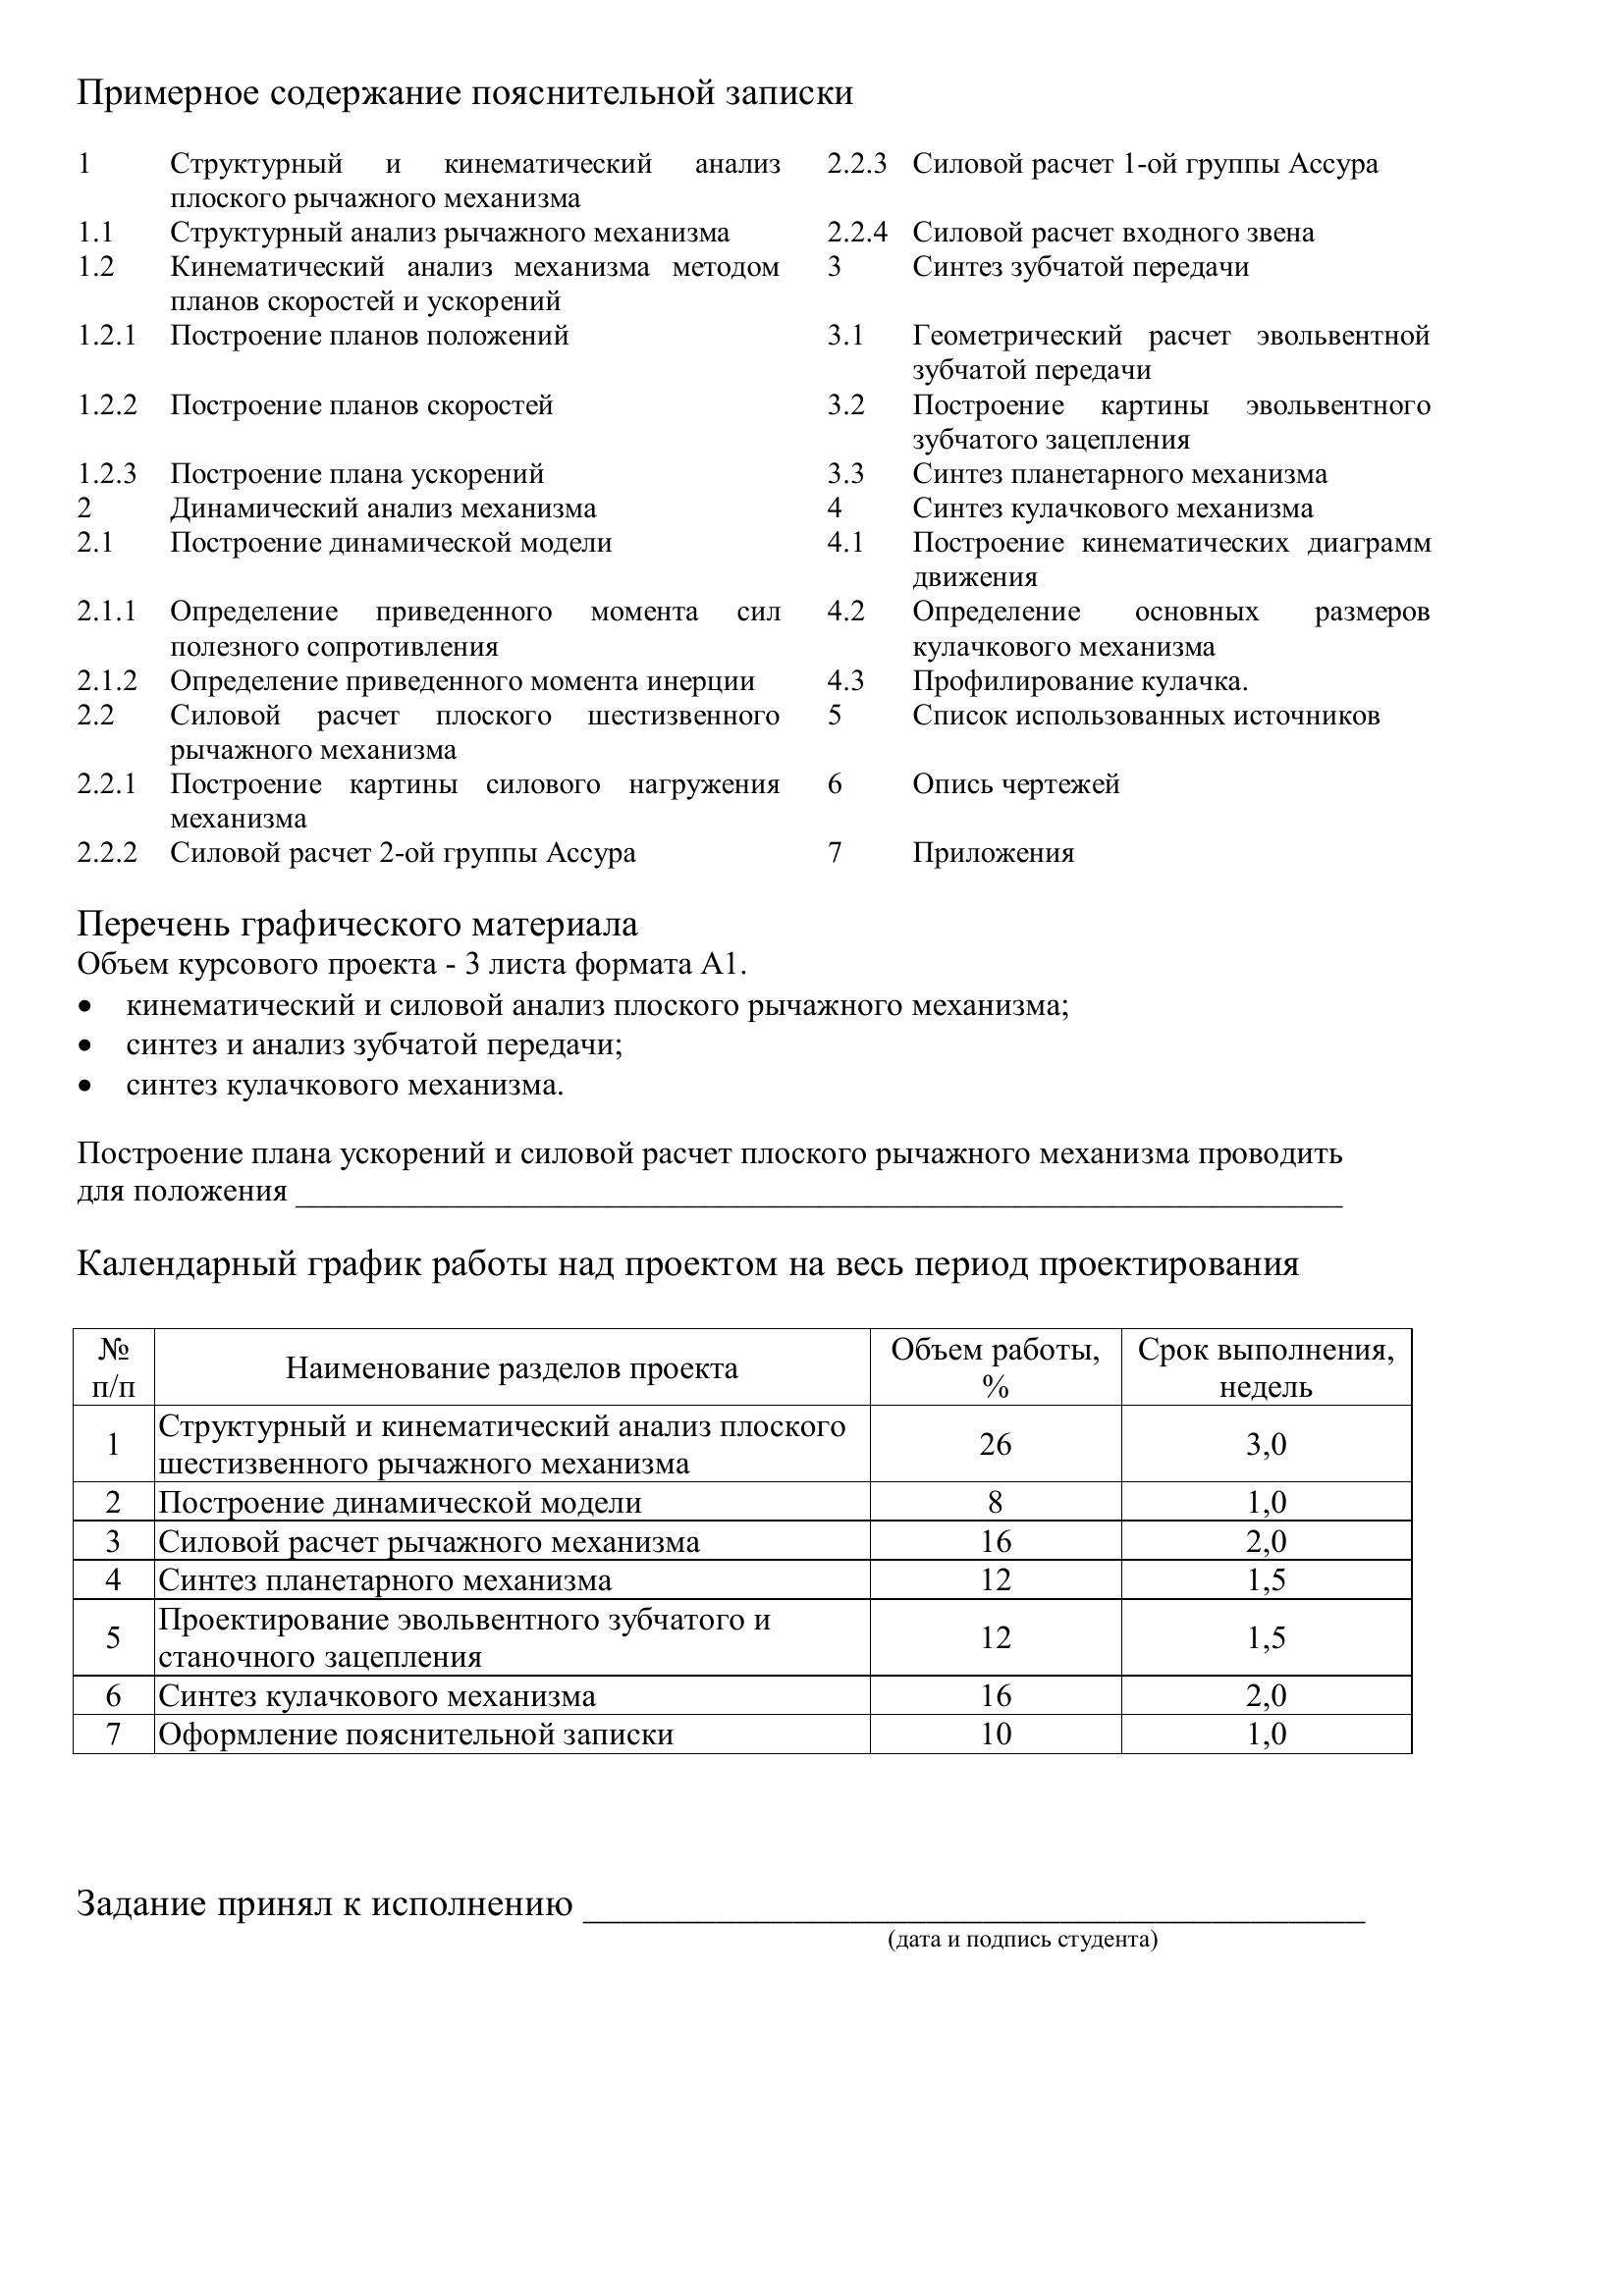 Примерное содержание пояснительной записки
1 Структурный и кинематический анализ
плоского рычажного механизма
1.1 Структурный анализ рычажного механизма
1.2 Кинематический анализ механизма методом
планов скоростей и ускорений
1.2.1 Построение планов положений
1.2.2 Построение планов скоростей
1.2.3 Построение плана ускорений
2 Динамический анализ механизма
2.1 Построение динамической модели
2.1.1 Определение приведенного момента сил
полезного сопротивления
2.1.2 Определение приведенного момента инерции
2.2 Силовой расчет плоского шестизвенного
рычажного механизма
2.2.1 Построение картины силового нагружения
механизма
2.2.2 Силовой расчет 2-ой группы Ассура
2.2.3 Силовой расчет 1-ой группы Ассура
2.2.4 Силовой расчет входного звена
3 Синтез зубчатой передачи
3.1 Геометрический расчет эвольвентной
зубчатой передачи
3.2 Построение картины эвольвентного
зубчатого зацепления
3.3 Синтез планетарного механизма
4 Синтез кулачкового механизма
4.1 Построение кинематических диаграмм
движения
4.2 Определение основных размеров
кулачкового механизма
4.3 Профилирование кулачка.
5 Список использованных источников
6 Опись чертежей
7 Приложения
Перечень графического материала
Объем курсового проекта - 3 листа формата А1.
• кинематический и силовой анализ плоского рычажного механизма;
• синтез и анализ зубчатой передачи;
• синтез кулачкового механизма.
Построение плана ускорений и силовой расчет плоского рычажного механизма проводить
для положения ____________________________________________________________
Календарный график работы над проектом на весь период проектирования
№ п/п Наименование разделов проекта Объем работы, % Срок выполнения, недель
1 Структурный и кинематический анализ плоского
шестизвенного рычажного механизма 26 3,0
2 Построение динамической модели 8 1,0
3 Силовой расчет рычажного механизма 16 2,0
4 Синтез планетарного механизма 12 1,5
5 Проектирование эвольвентного зубчатого и
станочного зацепления 12 1,5
6 Синтез кулачкового механизма 16 2,0
7 Оформление пояснительной записки 10 1,0
Задание принял к исполнению _________________________________________
(дата и подпись студента)